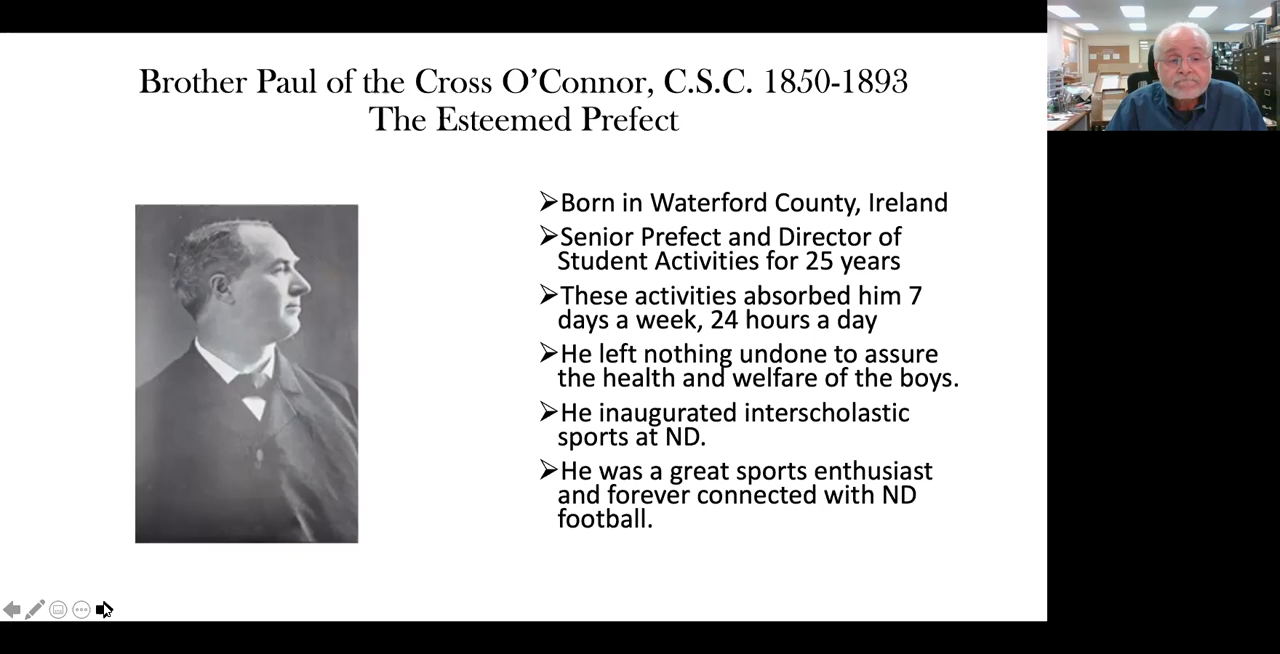 Brother Paul of the Cross O’Connor, C.S.C. 1850-1893
The Esteemed Prefect
➢Born in Waterford County, Ireland
➢Senior Prefect and Director of
Student Activities for 25 years
➢These activities absorbed him 7
days a week, 24 hours a day
➢He left nothing undone to assure
the health and welfare of the boys.
➢He inaugurated interscholastic
sports at ND.
➢He was a great sports enthusiast
and forever connected with ND
football.